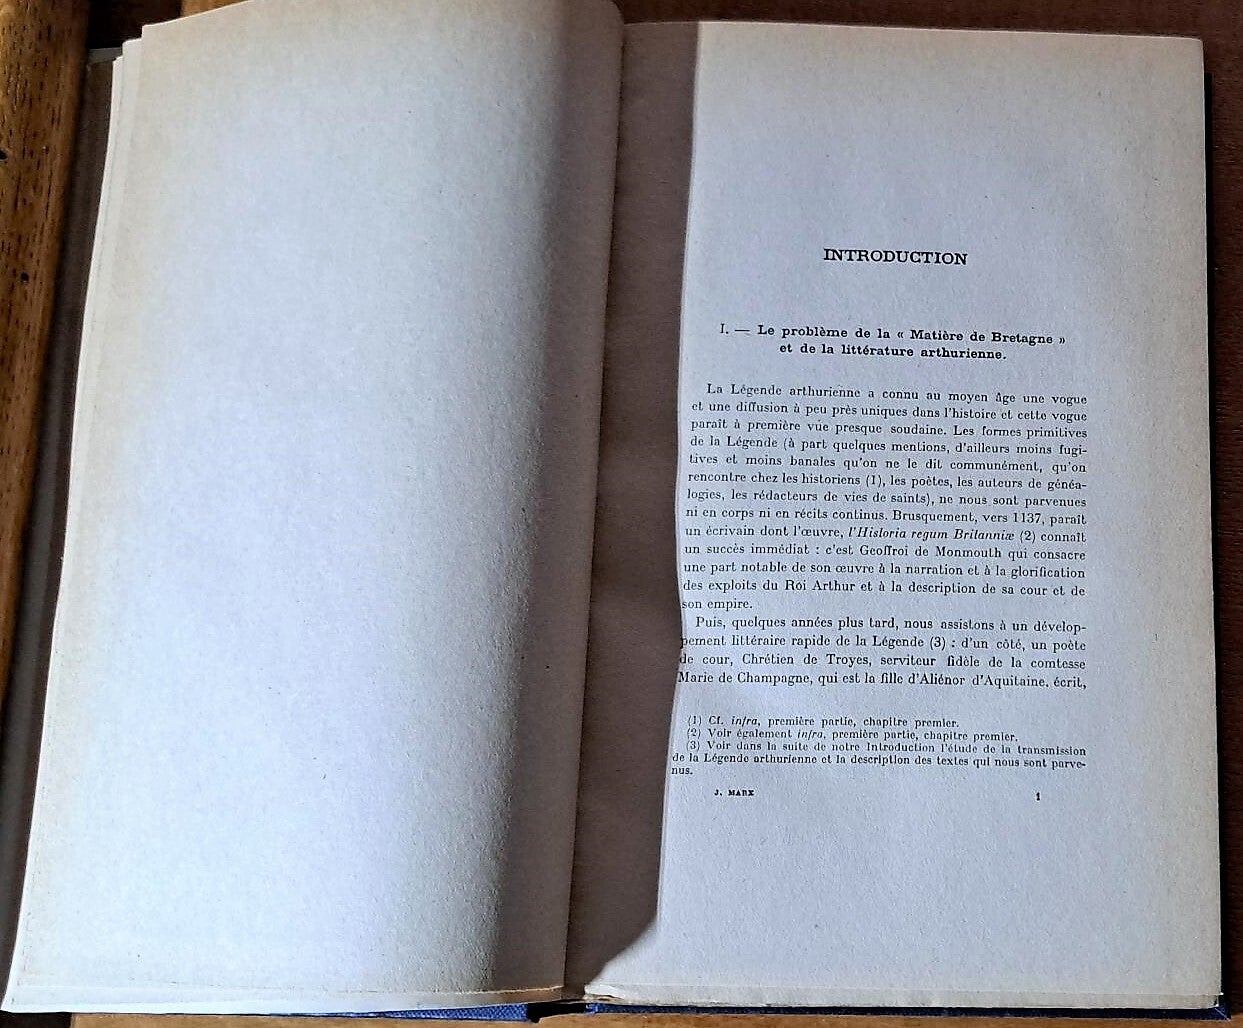 INTRODUCTION
I. — Le problème de la « Matière de Bretagne »
et de la littérature arthurienne.
La Légende arthurienne a connu au moyen âge une vogue
et une diffusion à peu près uniques dans l'histoire et cette vogue
paraît à première vue presque soudaine. Les formes primitives
de la Légende (à part quelques mentions, d'ailleurs moins fugi-
tives et moins banales qu'on ne le dit communément, qu'on
rencontre chez les historiens (1), les poètes, les auteurs de généa-
logies, les rédacteurs de vies de saints), ne nous sont parvenues
ni en corps ni en récits continus. Brusquement, vers 1137, paraît
un écrivain dont l'œuvre, l'Historia regum Britanniæ (2) connaît
un succès immédiat : c'est Geoffroi de Monmouth qui consacre
une part notable de son œuvre à la narration et à la glorification
des exploits du Roi Arthur et à la description de sa cour et de
son empire.
Puis, quelques années plus tard, nous assistons à un dévelop-
pement littéraire rapide de la Légende (3) : d'un côté, un poète
de cour, Chrétien de Troyes, serviteur fidèle de la comtesse
Marie de Champagne, qui est la fille d'Aliénor d'Aquitaine, écrit,
(1) Cf. infra, première partie, chapitre premier.
(2) Voir également infra, première partie, chapitre premier.
(3) Voir dans la suite de notre Introduction l'étude de la transmission
de la Légende arthurienne et la description des textes qui nous sont parve-
nus.
J. MARX 1